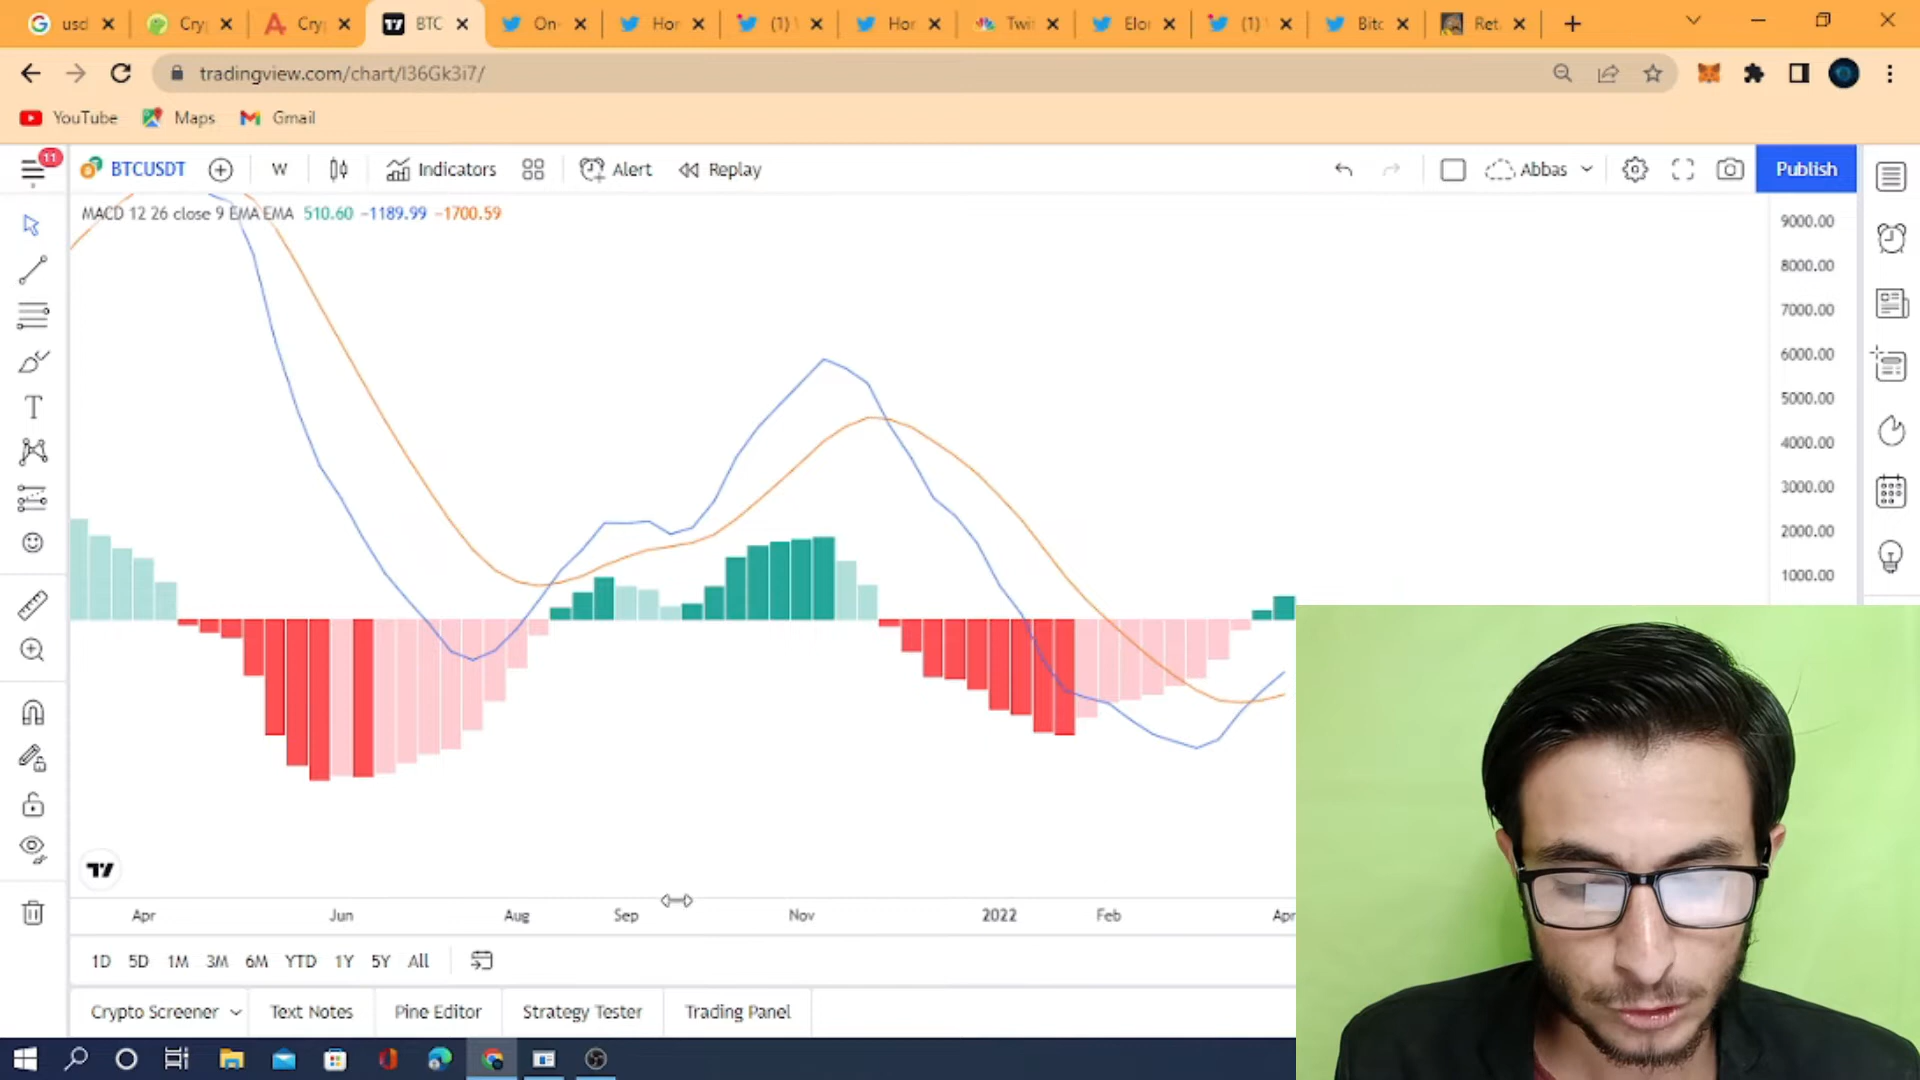 usd Cry Cry BTC On- Hor (1) Hor Twi Elor (1) Bitc Ret
tradingview.com/chart/I36Gk3i7/
YouTube Maps Gmail
11 BTCUSDT W Indicators Alert Replay Abbas Publish
MACD 12 26 close 9 EMA EMA 510.60 −1189.99 −1700.59
9000.00
8000.00
7000.00
6000.00
5000.00
4000.00
3000.00
2000.00
1000.00
Apr Jun Aug Sep Nov 2022 Feb Apr
1D 5D 1M 3M 6M YTD 1Y 5Y All
Crypto Screener Text Notes Pine Editor Strategy Tester Trading Panel